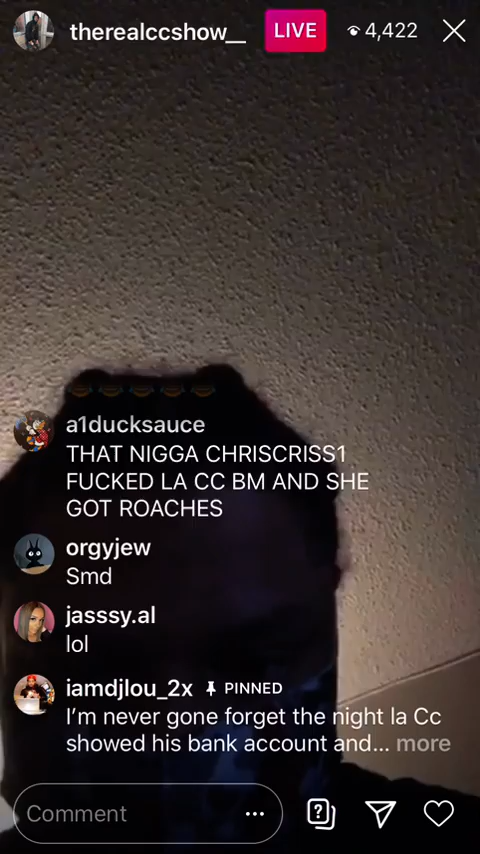 therealccshow__ LIVE 4,422
a1ducksauce
THAT NIGGA CHRISCRISS1
FUCKED LA CC BM AND SHE
GOT ROACHES
orgyjew
Smd
jasssy.al
lol
iamdjlou_2x PINNED
I’m never gone forget the night la Cc
showed his bank account and... more
Comment